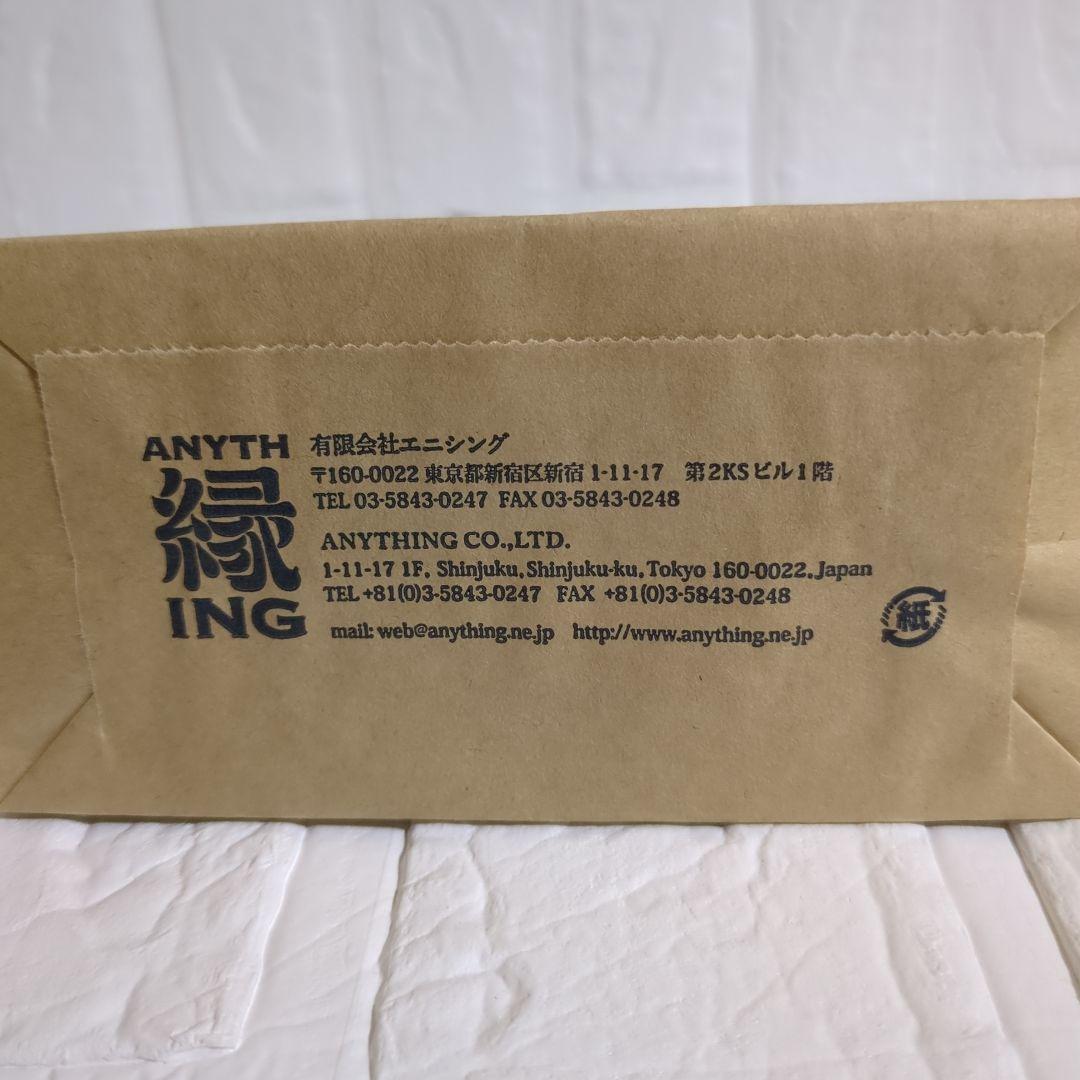 ANYTH
縁
ING
有限会社エニシング
〒160-0022 東京都新宿区新宿 1-11-17 第2KSビル1階
TEL 03-5843-0247 FAX 03-5843-0248
ANYTHING CO.,LTD.
1-11-17 1F, Shinjuku, Shinjuku-ku, Tokyo 160-0022, Japan
TEL +81(0)3-5843-0247 FAX +81(0)3-5843-0248
mail: web@anything.ne.jp http://www.anything.ne.jp
紙